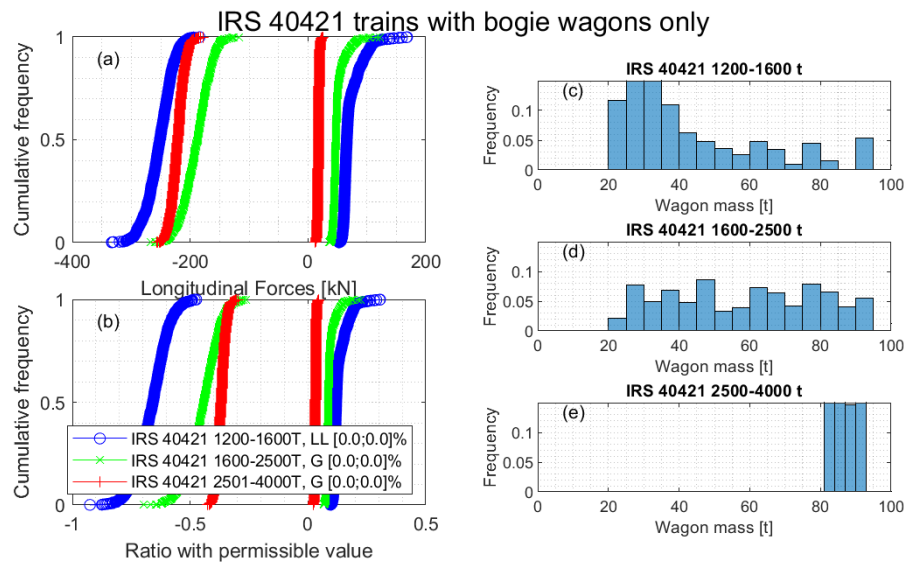 IRS 40421 trains with bogie wagons only
(a)
Cumulative frequency
1
0.5
0
-400
-200
0
200
Longitudinal Forces [kN]
(b)
Cumulative frequency
1
0.5
0
IRS 40421 1200-1600T, LL [0.0;0.0]%
IRS 40421 1600-2500T, G [0.0;0.0]%
IRS 40421 2501-4000T, G [0.0;0.0]%
-1
-0.5
0
0.5
Ratio with permissible value
IRS 40421 1200-1600 t
(c)
Frequency
0.1
0.05
0
0 20 40 60 80 100
Wagon mass [t]
IRS 40421 1600-2500 t
(d)
Frequency
0.1
0.05
0
0 20 40 60 80 100
Wagon mass [t]
IRS 40421 2500-4000 t
(e)
Frequency
0.1
0.05
0
0 20 40 60 80 100
Wagon mass [t]